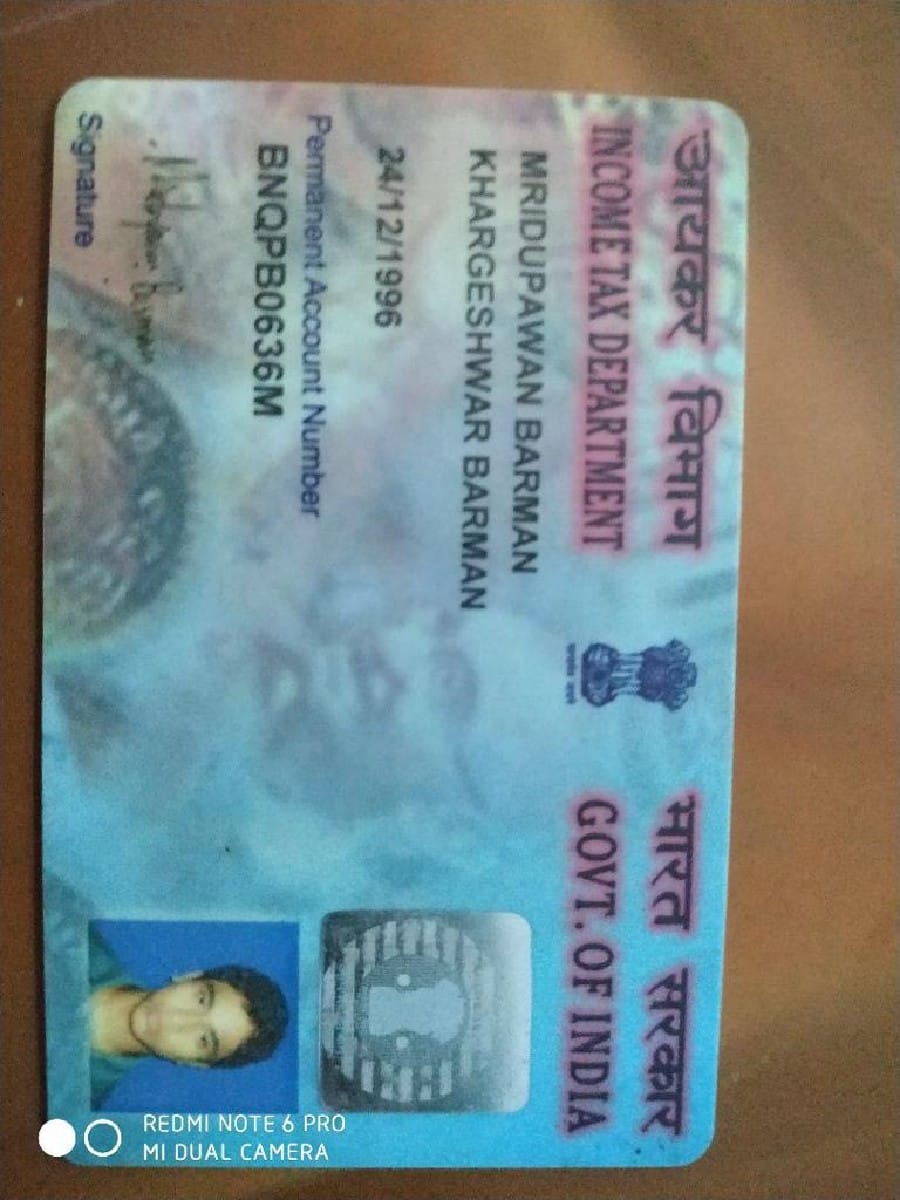 आयकर विभाग
INCOME TAX DEPARTMENT
भारत सरकार
GOVT. OF INDIA
MRIDUPAWAN BARMAN
KHARGESHWAR BARMAN
24/12/1996
Permanent Account Number
BNQPB0636M
Signature
REDMI NOTE 6 PRO
MI DUAL CAMERA